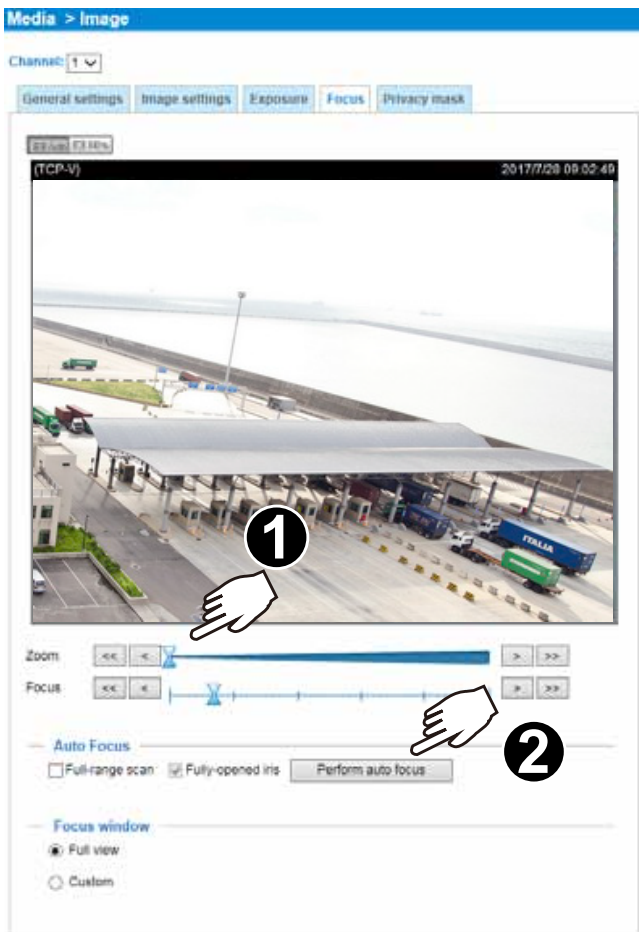 Media > Image
Channel: 1
General settings Image settings Exposure Focus Privacy mask
(TCP-V) 2017/7/28 09:02:49
ITALIA
1
Zoom << < > >>
Focus << < > >>
2
Auto Focus
Full-range scan Fully-opened iris Perform auto focus
Focus window
Full view
Custom